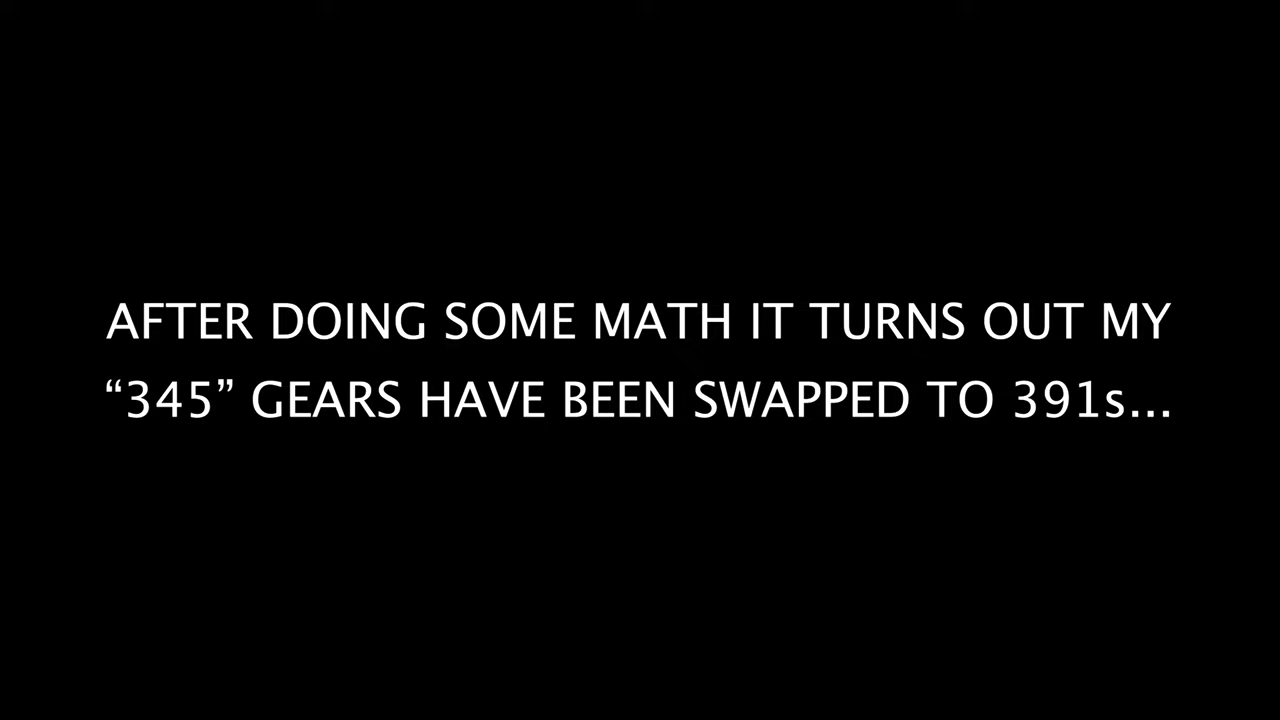 AFTER DOING SOME MATH IT TURNS OUT MY
“345” GEARS HAVE BEEN SWAPPED TO 391s...